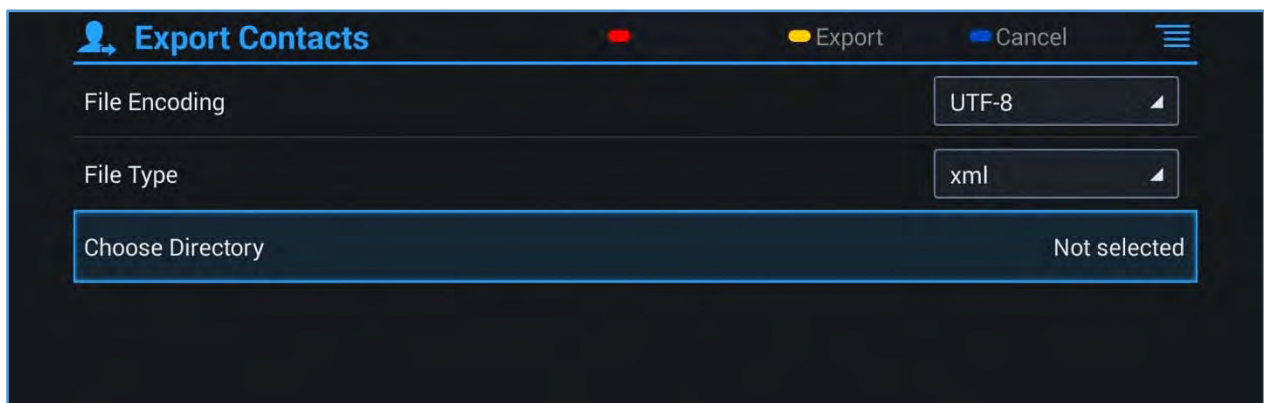 Export Contacts Export Cancel
File Encoding UTF-8
File Type xml
Choose Directory Not selected